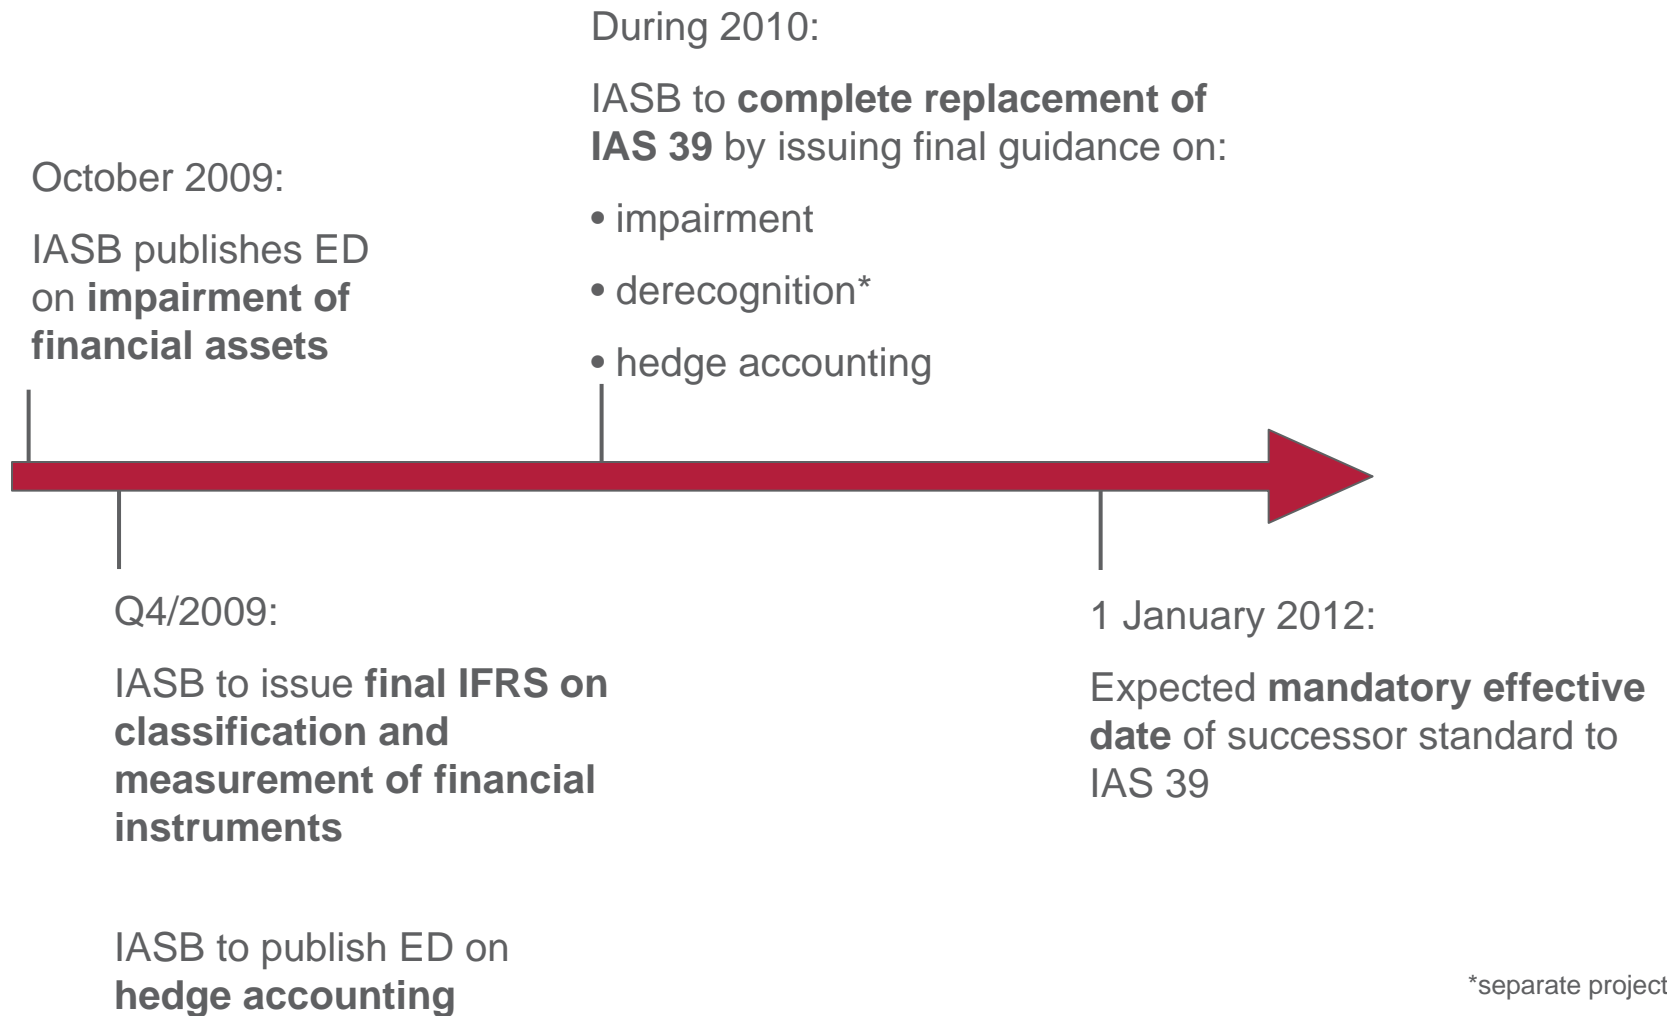 During 2010:
IASB to complete replacement of
IAS 39 by issuing final guidance on:
• impairment
• derecognition*
• hedge accounting
October 2009:
IASB publishes ED
on impairment of
financial assets
Q4/2009:
IASB to issue final IFRS on
classification and
measurement of financial
instruments
IASB to publish ED on
hedge accounting
1 January 2012:
Expected mandatory effective
date of successor standard to
IAS 39
*separate project